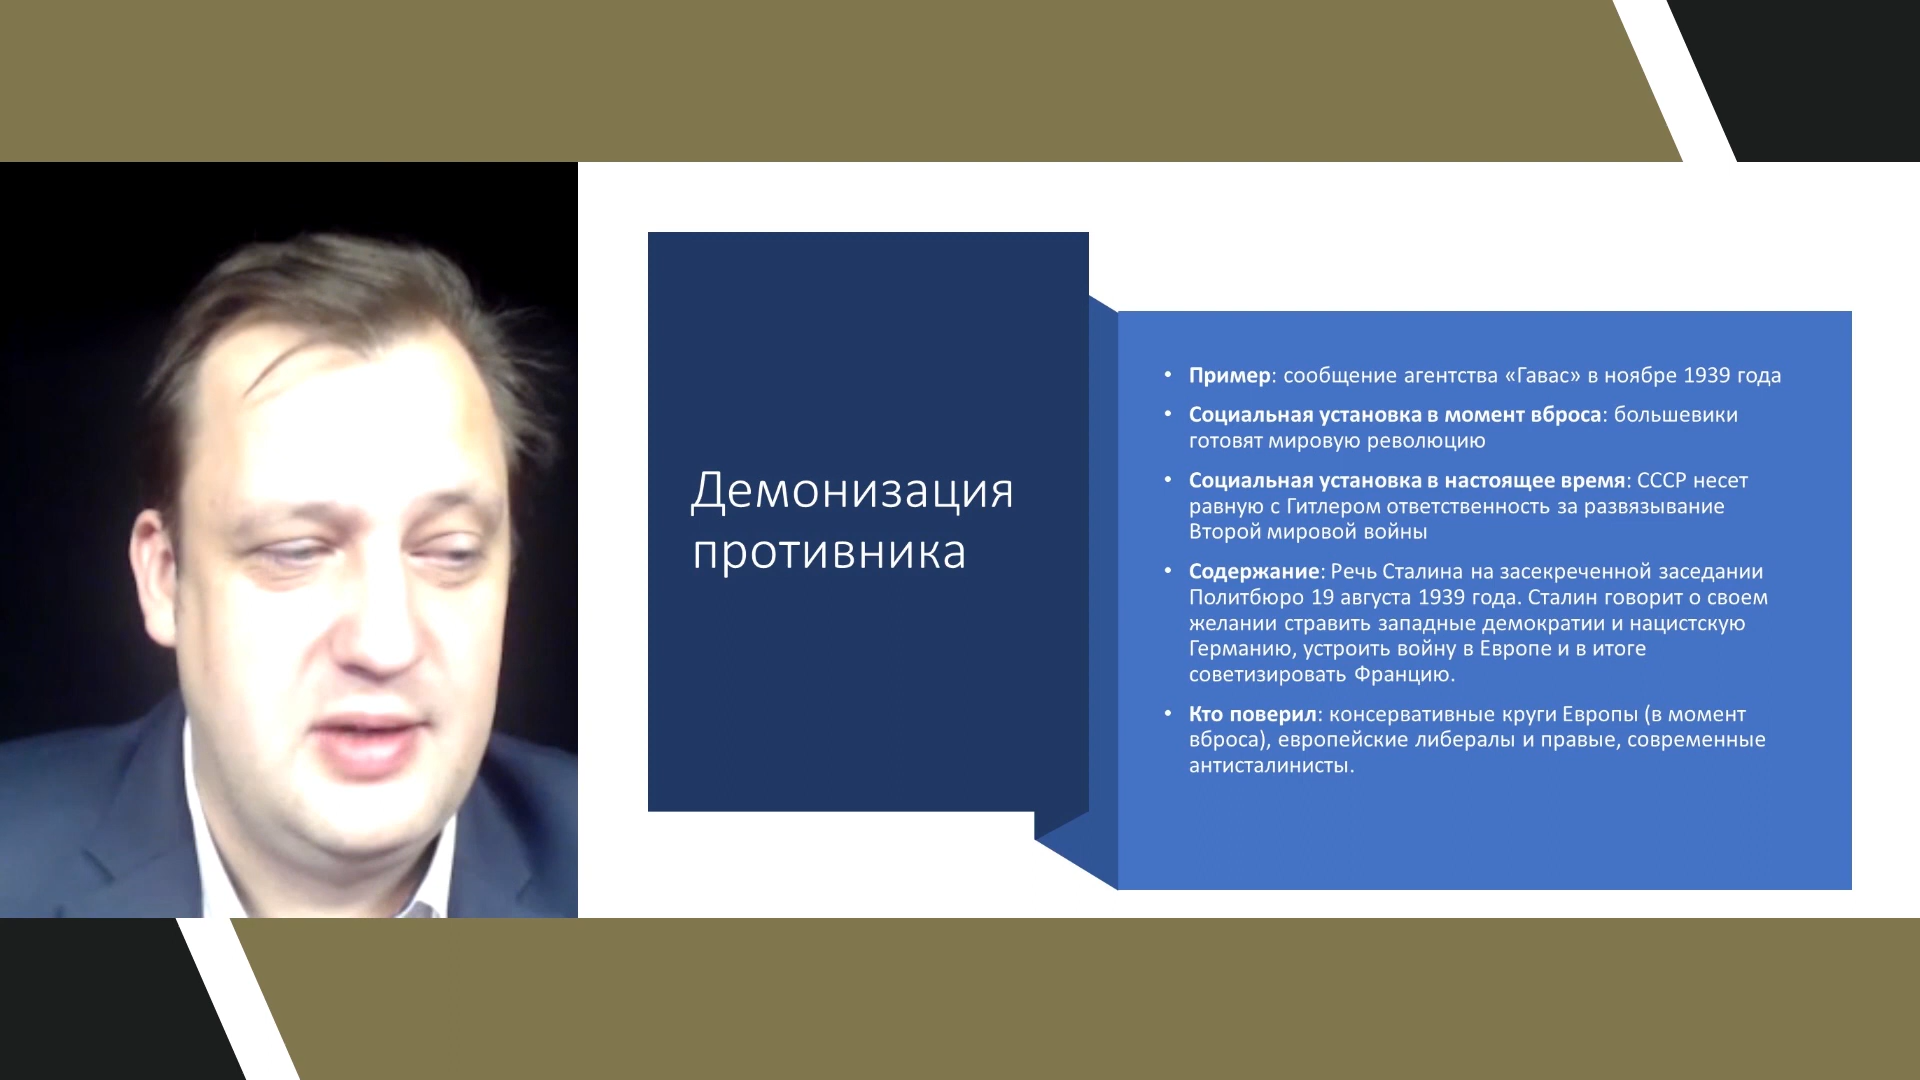 Демонизация
противника
• Пример: сообщение агентства «Гавас» в ноябре 1939 года
• Социальная установка в момент вброса: большевики
готовят мировую революцию
• Социальная установка в настоящее время: СССР несет
равную с Гитлером ответственность за развязывание
Второй мировой войны
• Содержание: Речь Сталина на засекреченной заседании
Политбюро 19 августа 1939 года. Сталин говорит о своем
желании стравить западные демократии и нацистскую
Германию, устроить войну в Европе и в итоге
советизировать Францию.
• Кто поверил: консервативные круги Европы (в момент
вброса), европейские либералы и правые, современные
антисталинисты.